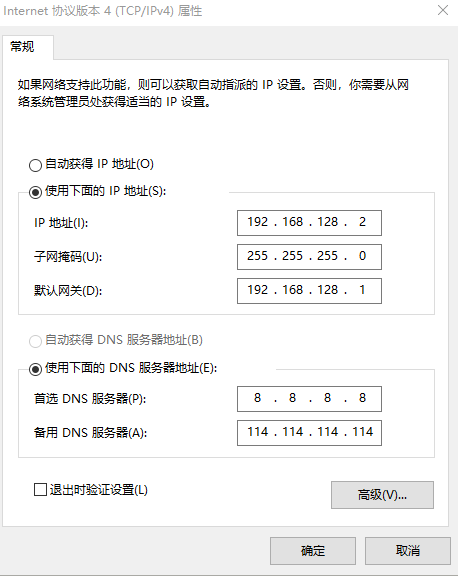 Internet 协议版本 4 (TCP/IPv4) 属性
常规
如果网络支持此功能，则可以获取自动指派的 IP 设置。否则，你需要从网
络系统管理员处获得适当的 IP 设置。
自动获得 IP 地址(O)
使用下面的 IP 地址(S):
IP 地址(I): 192 . 168 . 128 . 2
子网掩码(U): 255 . 255 . 255 . 0
默认网关(D): 192 . 168 . 128 . 1
自动获得 DNS 服务器地址(B)
使用下面的 DNS 服务器地址(E):
首选 DNS 服务器(P): 8 . 8 . 8 . 8
备用 DNS 服务器(A): 114 . 114 . 114 . 114
退出时验证设置(L)
高级(V)...
确定 取消